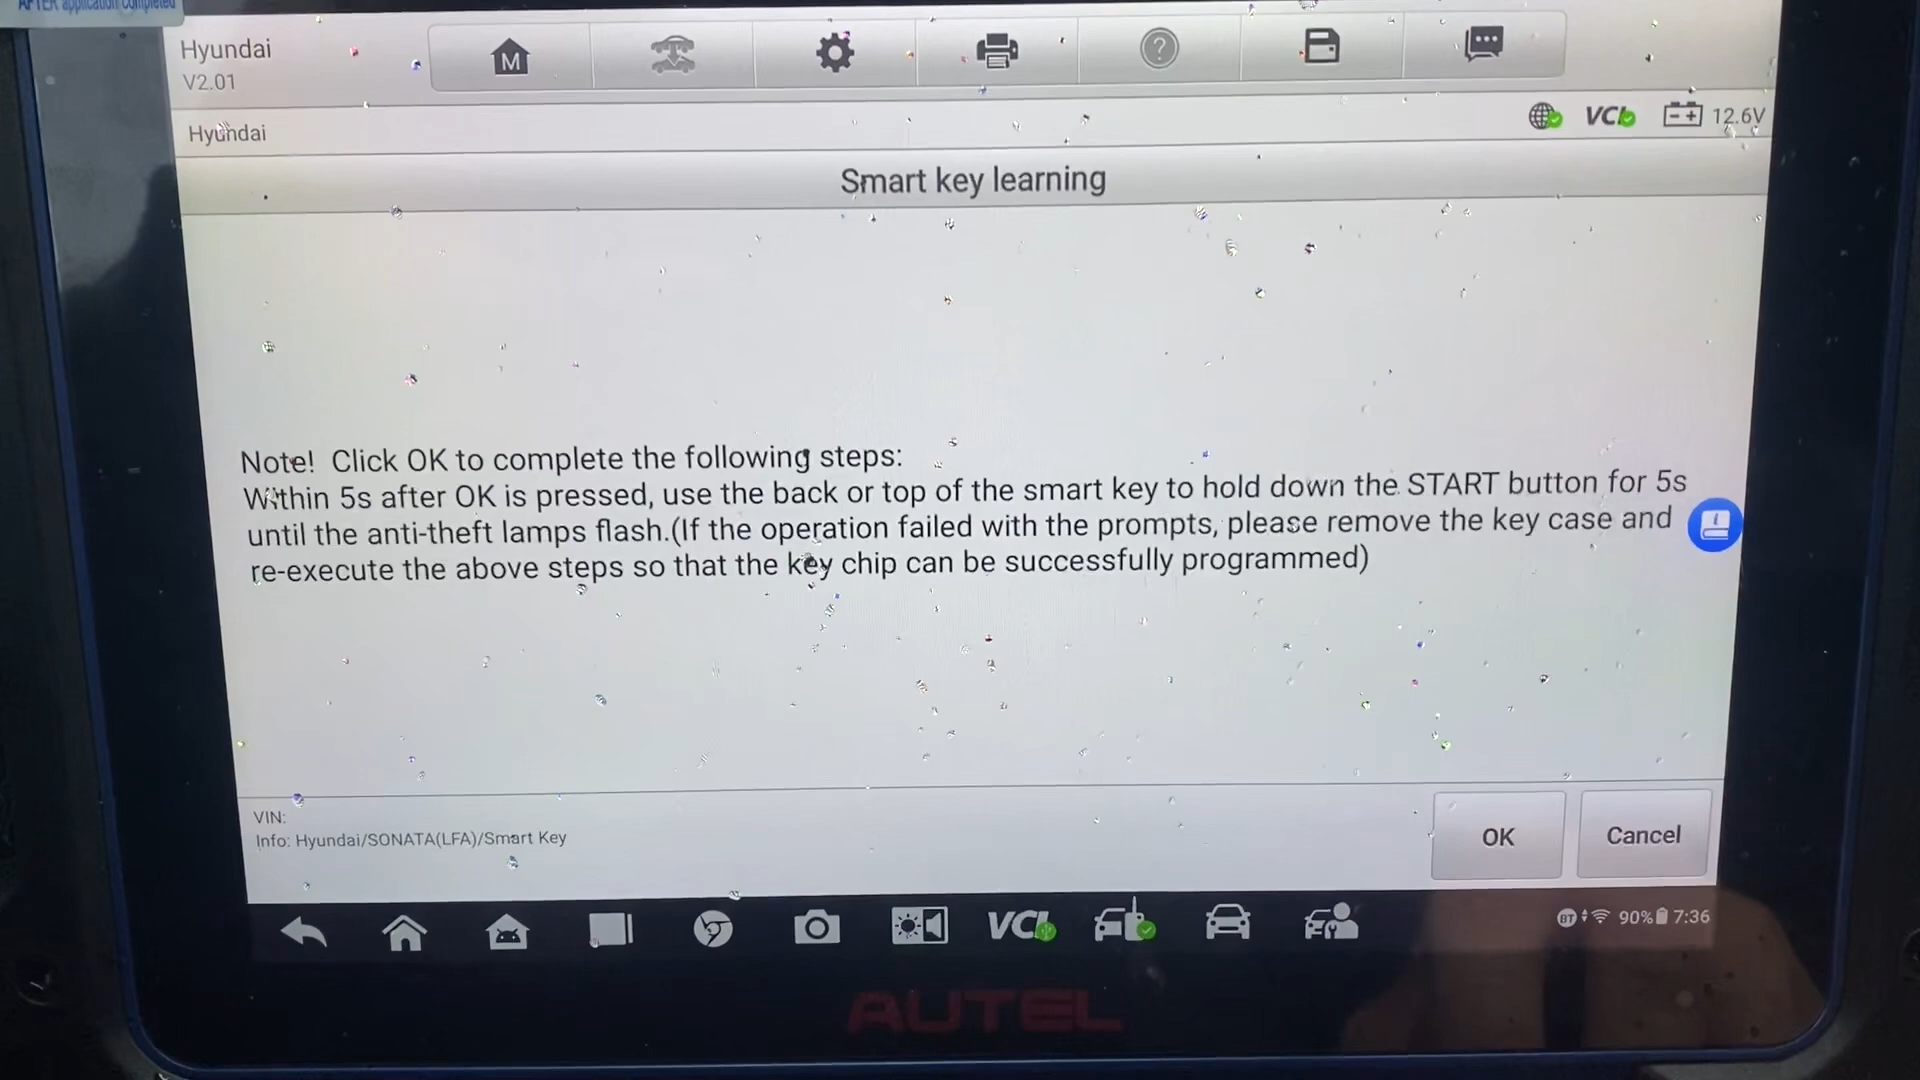 AFTER application completed
Hyundai
V2.01
M
?
Hyundai
VCI
12.6V
Smart key learning
Note! Click OK to complete the following steps:
Within 5s after OK is pressed, use the back or top of the smart key to hold down the START button for 5s
until the anti-theft lamps flash.(If the operation failed with the prompts, please remove the key case and
re-execute the above steps so that the key chip can be successfully programmed)
VIN:
Info: Hyundai/SONATA(LFA)/Smart Key
OK
Cancel
VCI
BT
90%
7:36
AUTEL